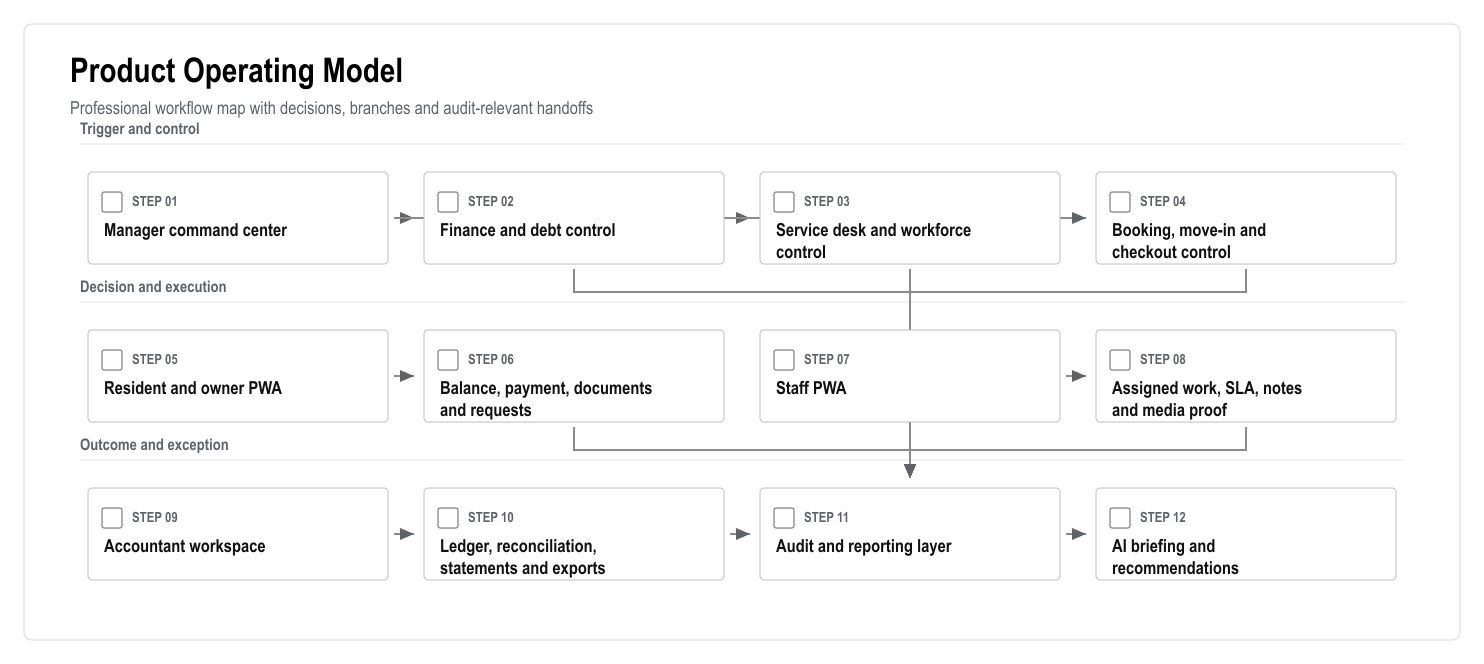 Product Operating Model
Professional workflow map with decisions, branches and audit-relevant handoffs
Trigger and control
STEP 01
Manager command center
STEP 02
Finance and debt control
STEP 03
Service desk and workforce
control
STEP 04
Booking, move-in and
checkout control
Decision and execution
STEP 05
Resident and owner PWA
STEP 06
Balance, payment, documents
and requests
STEP 07
Staff PWA
STEP 08
Assigned work, SLA, notes
and media proof
Outcome and exception
STEP 09
Accountant workspace
STEP 10
Ledger, reconciliation,
statements and exports
STEP 11
Audit and reporting layer
STEP 12
AI briefing and
recommendations